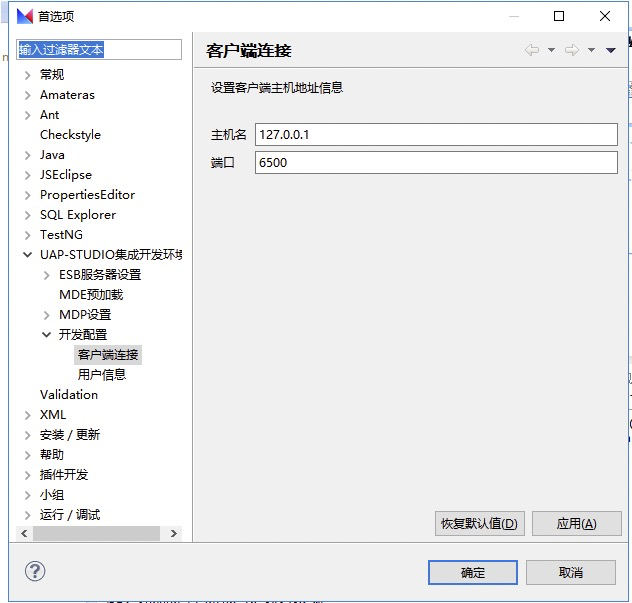 首选项
输入过滤器文本
常规
Amateras
Ant
Checkstyle
Java
JSEclipse
PropertiesEditor
SQL Explorer
TestNG
UAP-STUDIO集成开发环境
ESB服务器设置
MDE预加载
MDP设置
开发配置
客户端连接
用户信息
Validation
XML
安装 / 更新
帮助
插件开发
小组
运行 / 调试
客户端连接
设置客户端主机地址信息
主机名 127.0.0.1
端口 6500
恢复默认值(D) 应用(A)
确定 取消